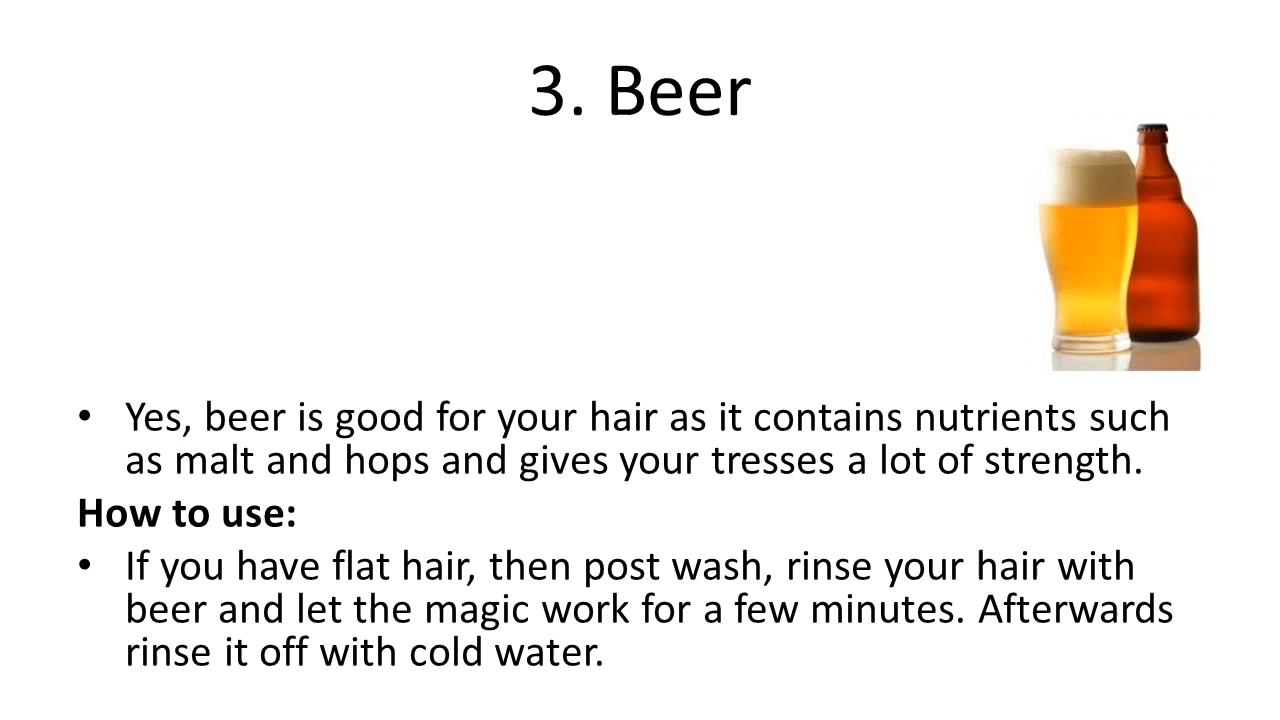 3. Beer
• Yes, beer is good for your hair as it contains nutrients such
as malt and hops and gives your tresses a lot of strength.
How to use:
• If you have flat hair, then post wash, rinse your hair with
beer and let the magic work for a few minutes. Afterwards
rinse it off with cold water.